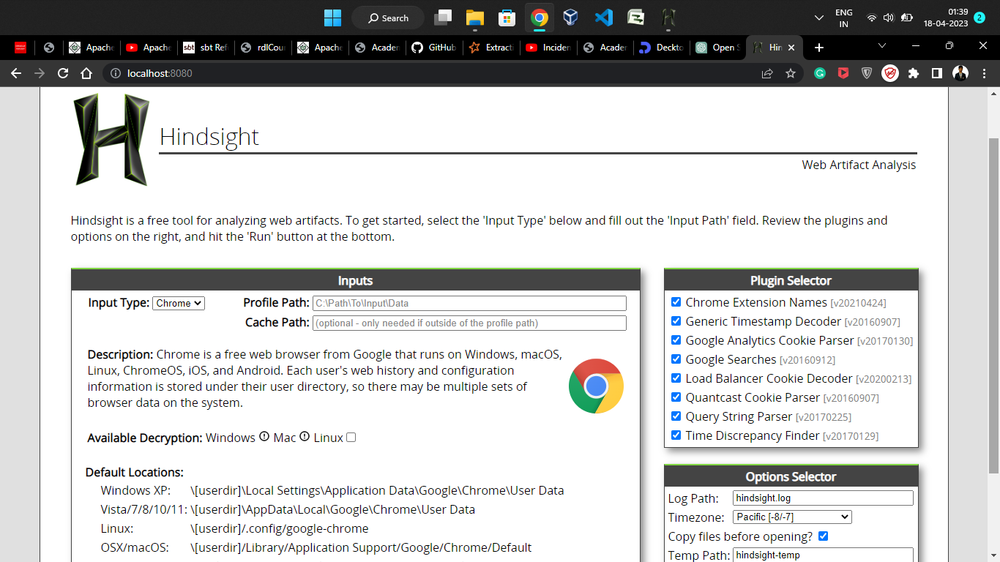 Search
ENG
IN
01:39
18-04-2023
2
Apache
Apache
sbt sbt Ref
rdlCou
Apache
Acader
GitHub
Extracti
Inciden
Acader
Deckto
Open S
Hin
localhost:8080
Hindsight
Web Artifact Analysis
Hindsight is a free tool for analyzing web artifacts. To get started, select the 'Input Type' below and fill out the 'Input Path' field. Review the plugins and
options on the right, and hit the 'Run' button at the bottom.
Inputs
Input Type: Chrome
Profile Path: C:\Path\To\Input\Data
Cache Path: (optional - only needed if outside of the profile path)
Description: Chrome is a free web browser from Google that runs on Windows, macOS,
Linux, ChromeOS, iOS, and Android. Each user's web history and configuration
information is stored under their user directory, so there may be multiple sets of
browser data on the system.
Available Decryption: Windows Mac Linux
Default Locations:
Windows XP: \[userdir]\Local Settings\Application Data\Google\Chrome\User Data
Vista/7/8/10/11: \[userdir]\AppData\Local\Google\Chrome\User Data
Linux: \[userdir]/.config/google-chrome
OSX/macOS: \[userdir]/Library/Application Support/Google/Chrome/Default
Plugin Selector
Chrome Extension Names [v20210424]
Generic Timestamp Decoder [v20160907]
Google Analytics Cookie Parser [v20170130]
Google Searches [v20160912]
Load Balancer Cookie Decoder [v20200213]
Quantcast Cookie Parser [v20160907]
Query String Parser [v20170225]
Time Discrepancy Finder [v20170129]
Options Selector
Log Path: hindsight.log
Timezone: Pacific [-8/-7]
Copy files before opening?
Temp Path: hindsight-temp